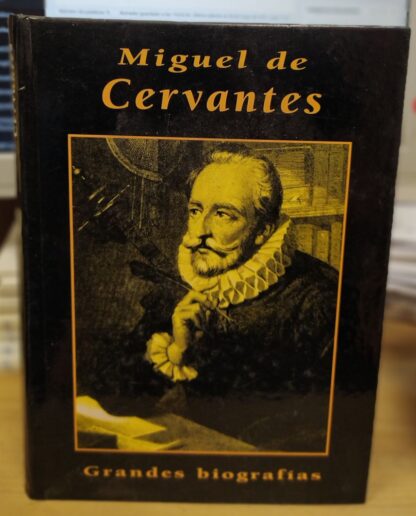 Miguel de
Cervantes
Grandes biografías